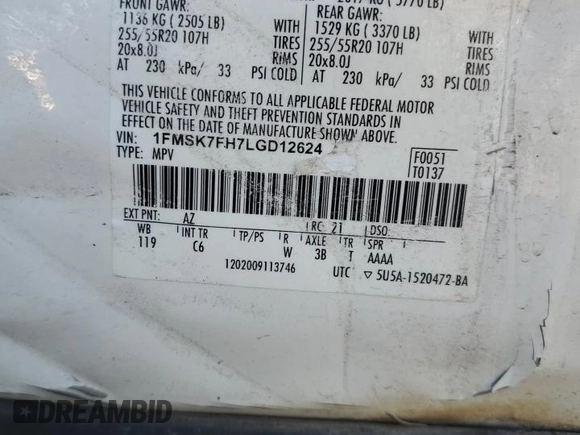 FRONT GAWR:
1136 KG ( 2505 LB)
WITH
255/55R20 107H
TIRES
20x8.0J
RIMS
AT 230 kPa/ 33 PSI COLD
REAR GAWR:
1529 KG ( 3370 LB)
WITH
255/55R20 107H
TIRES
20x8.0J
RIMS
AT 230 kPa/ 33 PSI COLD
THIS VEHICLE CONFORMS TO ALL APPLICABLE FEDERAL MOTOR
VEHICLE SAFETY AND THEFT PREVENTION STANDARDS IN
EFFECT ON THE DATE OF MANUFACTURE SHOWN ABOVE.
VIN: 1FMSK7FH7LGD12624
TYPE: MPV
F0051
T0137
EXT PNT: AZ RC: 21 DSO:
WB INT TR TP/PS R AXLE TR SPR
119 C6 W 3B T AAAA
1202009113746
UTC ▽ 5U5A-1520472-BA
DREAMBID